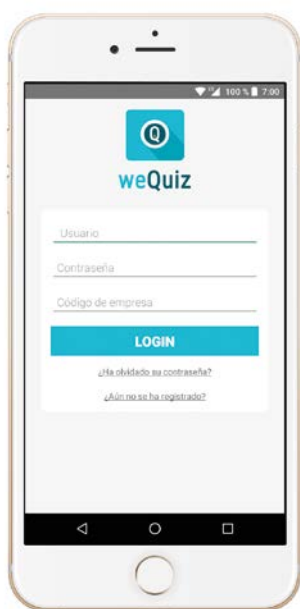 100 % 7:00
Q
weQuiz
Usuario
Contraseña
Código de empresa
LOGIN
¿Ha olvidado su contraseña?
¿Aún no se ha registrado?